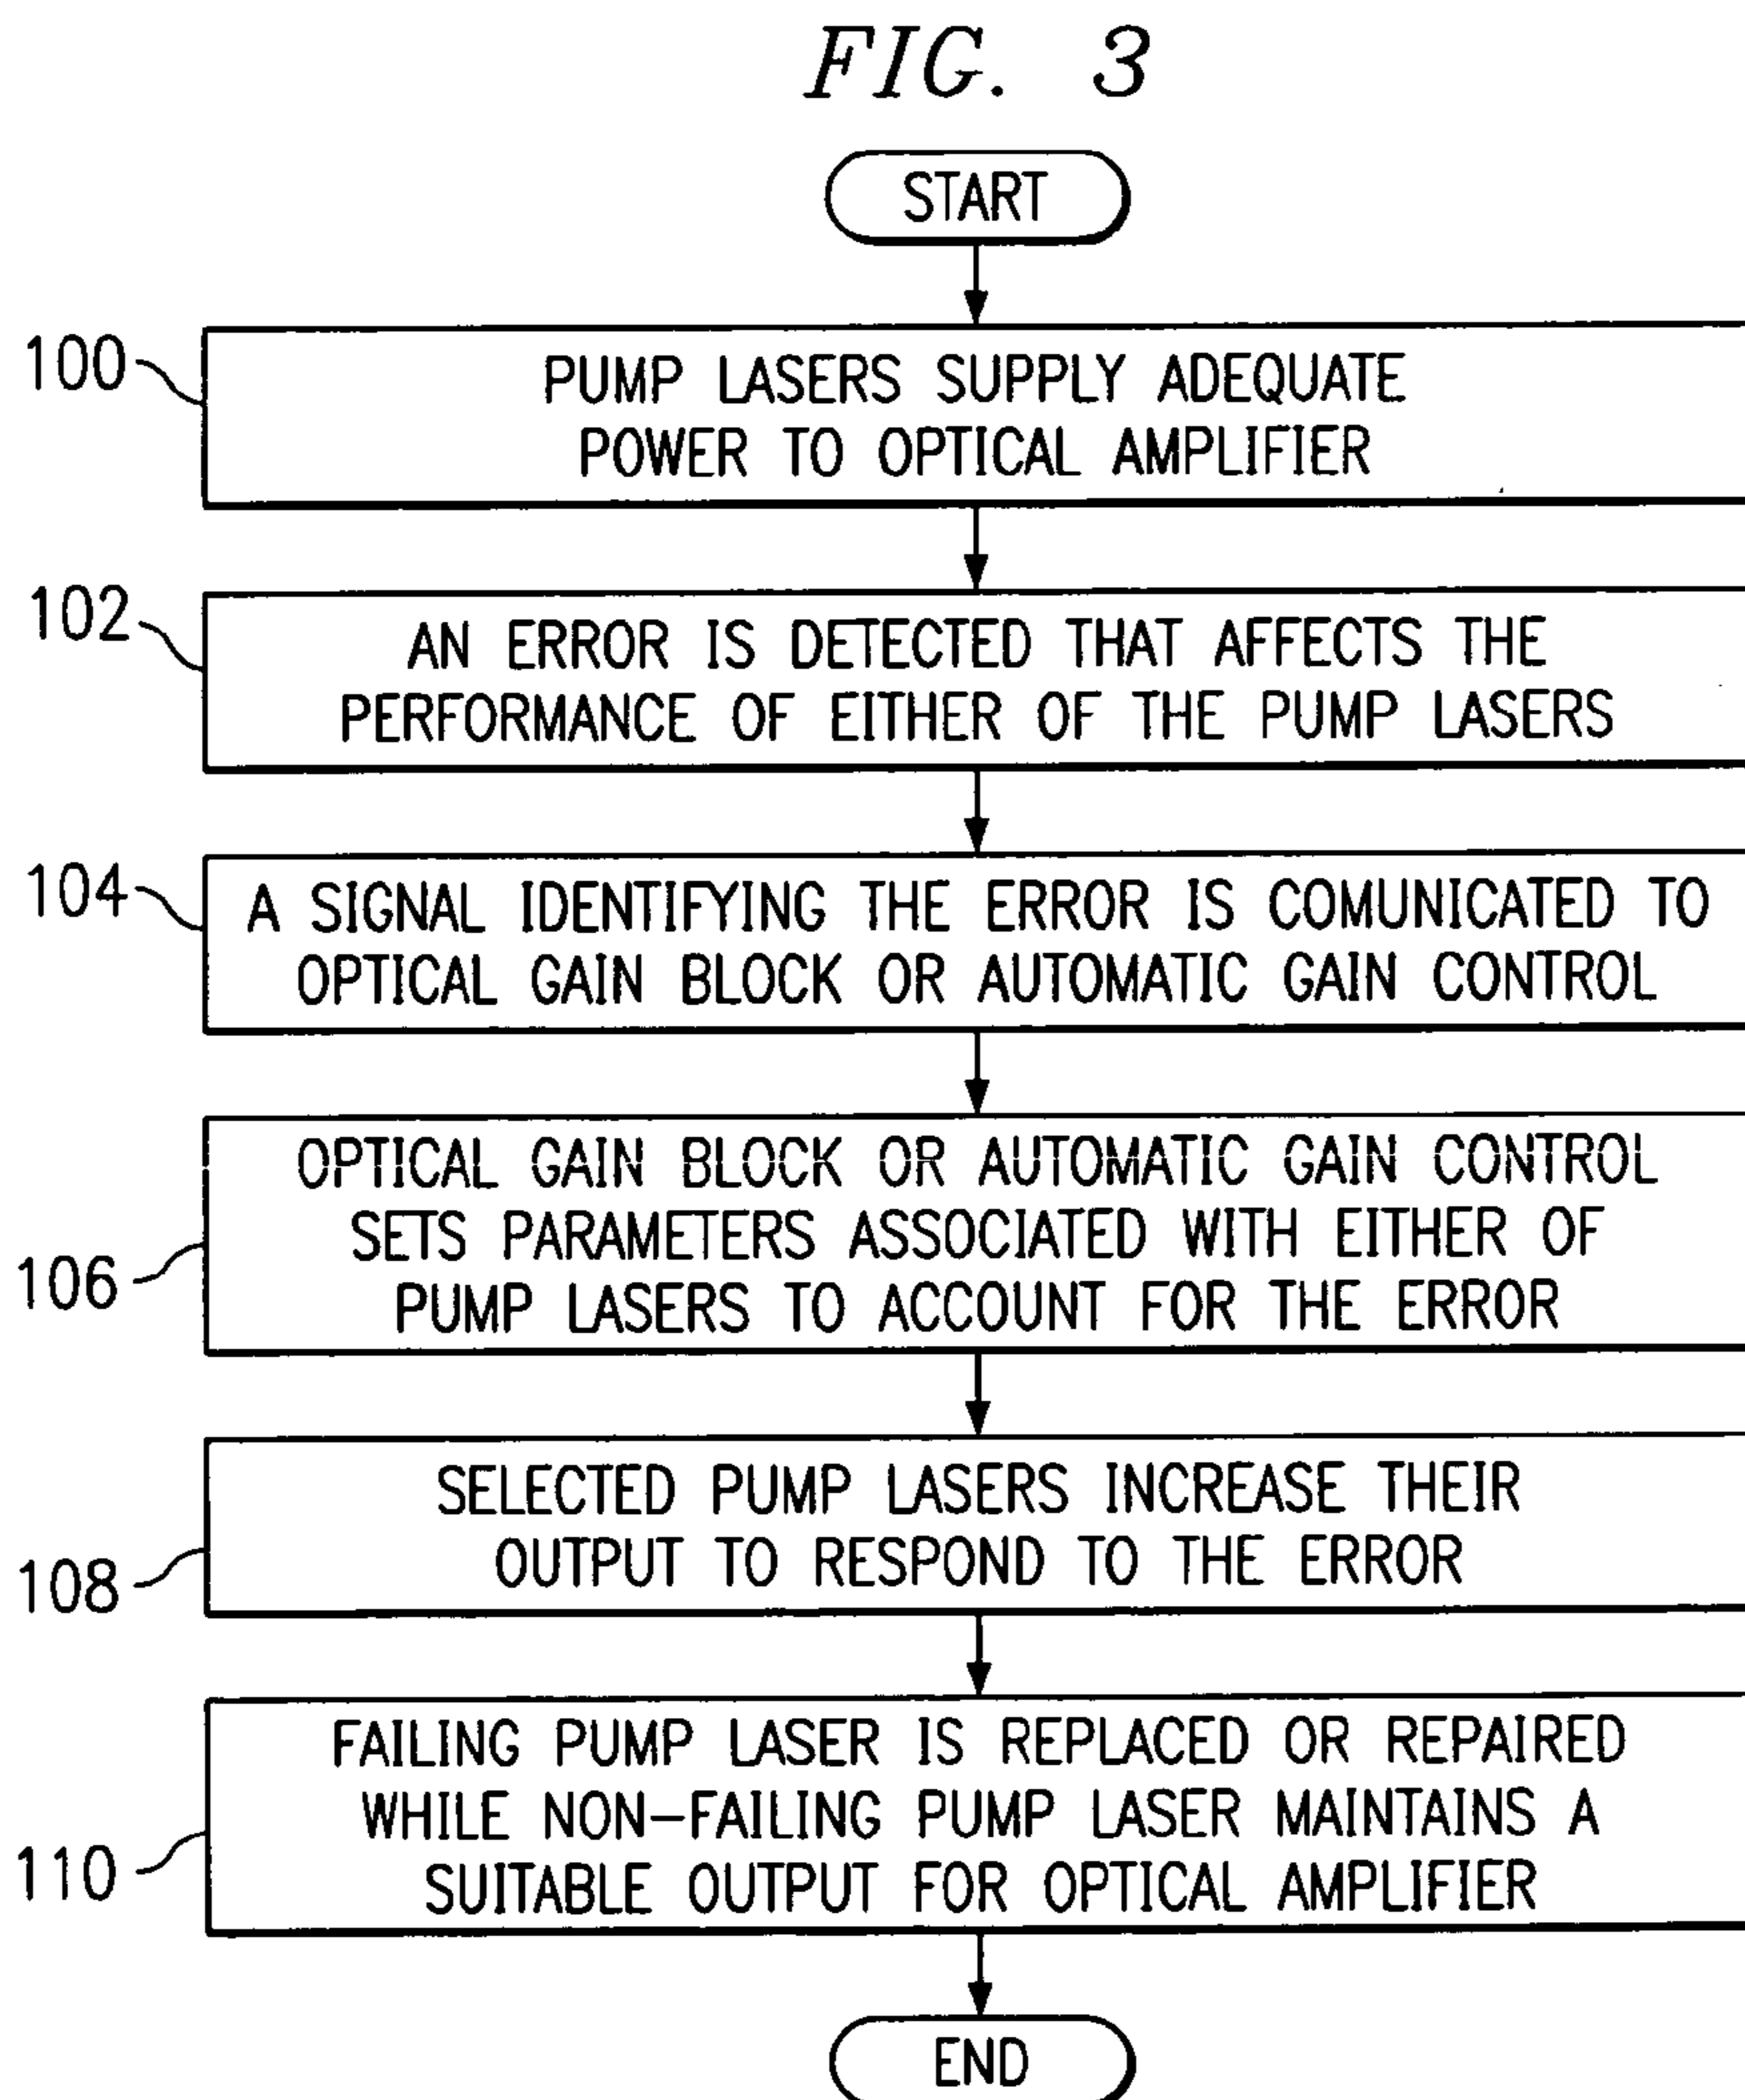 FIG. 3
START
100
PUMP LASERS SUPPLY ADEQUATE
POWER TO OPTICAL AMPLIFIER
102
AN ERROR IS DETECTED THAT AFFECTS THE
PERFORMANCE OF EITHER OF THE PUMP LASERS
104
A SIGNAL IDENTIFYING THE ERROR IS COMUNICATED TO
OPTICAL GAIN BLOCK OR AUTOMATIC GAIN CONTROL
106
OPTICAL GAIN BLOCK OR AUTOMATIC GAIN CONTROL
SETS PARAMETERS ASSOCIATED WITH EITHER OF
PUMP LASERS TO ACCOUNT FOR THE ERROR
108
SELECTED PUMP LASERS INCREASE THEIR
OUTPUT TO RESPOND TO THE ERROR
110
FAILING PUMP LASER IS REPLACED OR REPAIRED
WHILE NON-FAILING PUMP LASER MAINTAINS A
SUITABLE OUTPUT FOR OPTICAL AMPLIFIER
END